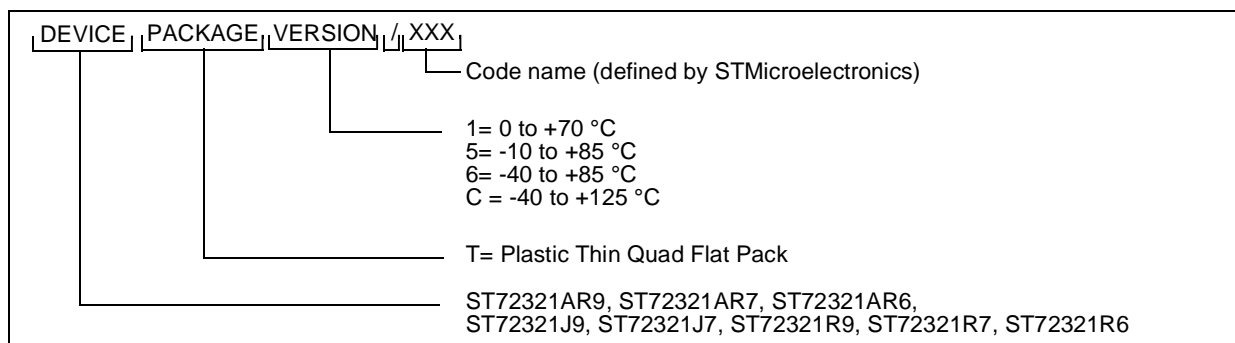 DEVICE PACKAGE VERSION / XXX
Code name (defined by STMicroelectronics)
1= 0 to +70 °C
5= -10 to +85 °C
6= -40 to +85 °C
C = -40 to +125 °C
T= Plastic Thin Quad Flat Pack
ST72321AR9, ST72321AR7, ST72321AR6,
ST72321J9, ST72321J7, ST72321R9, ST72321R7, ST72321R6